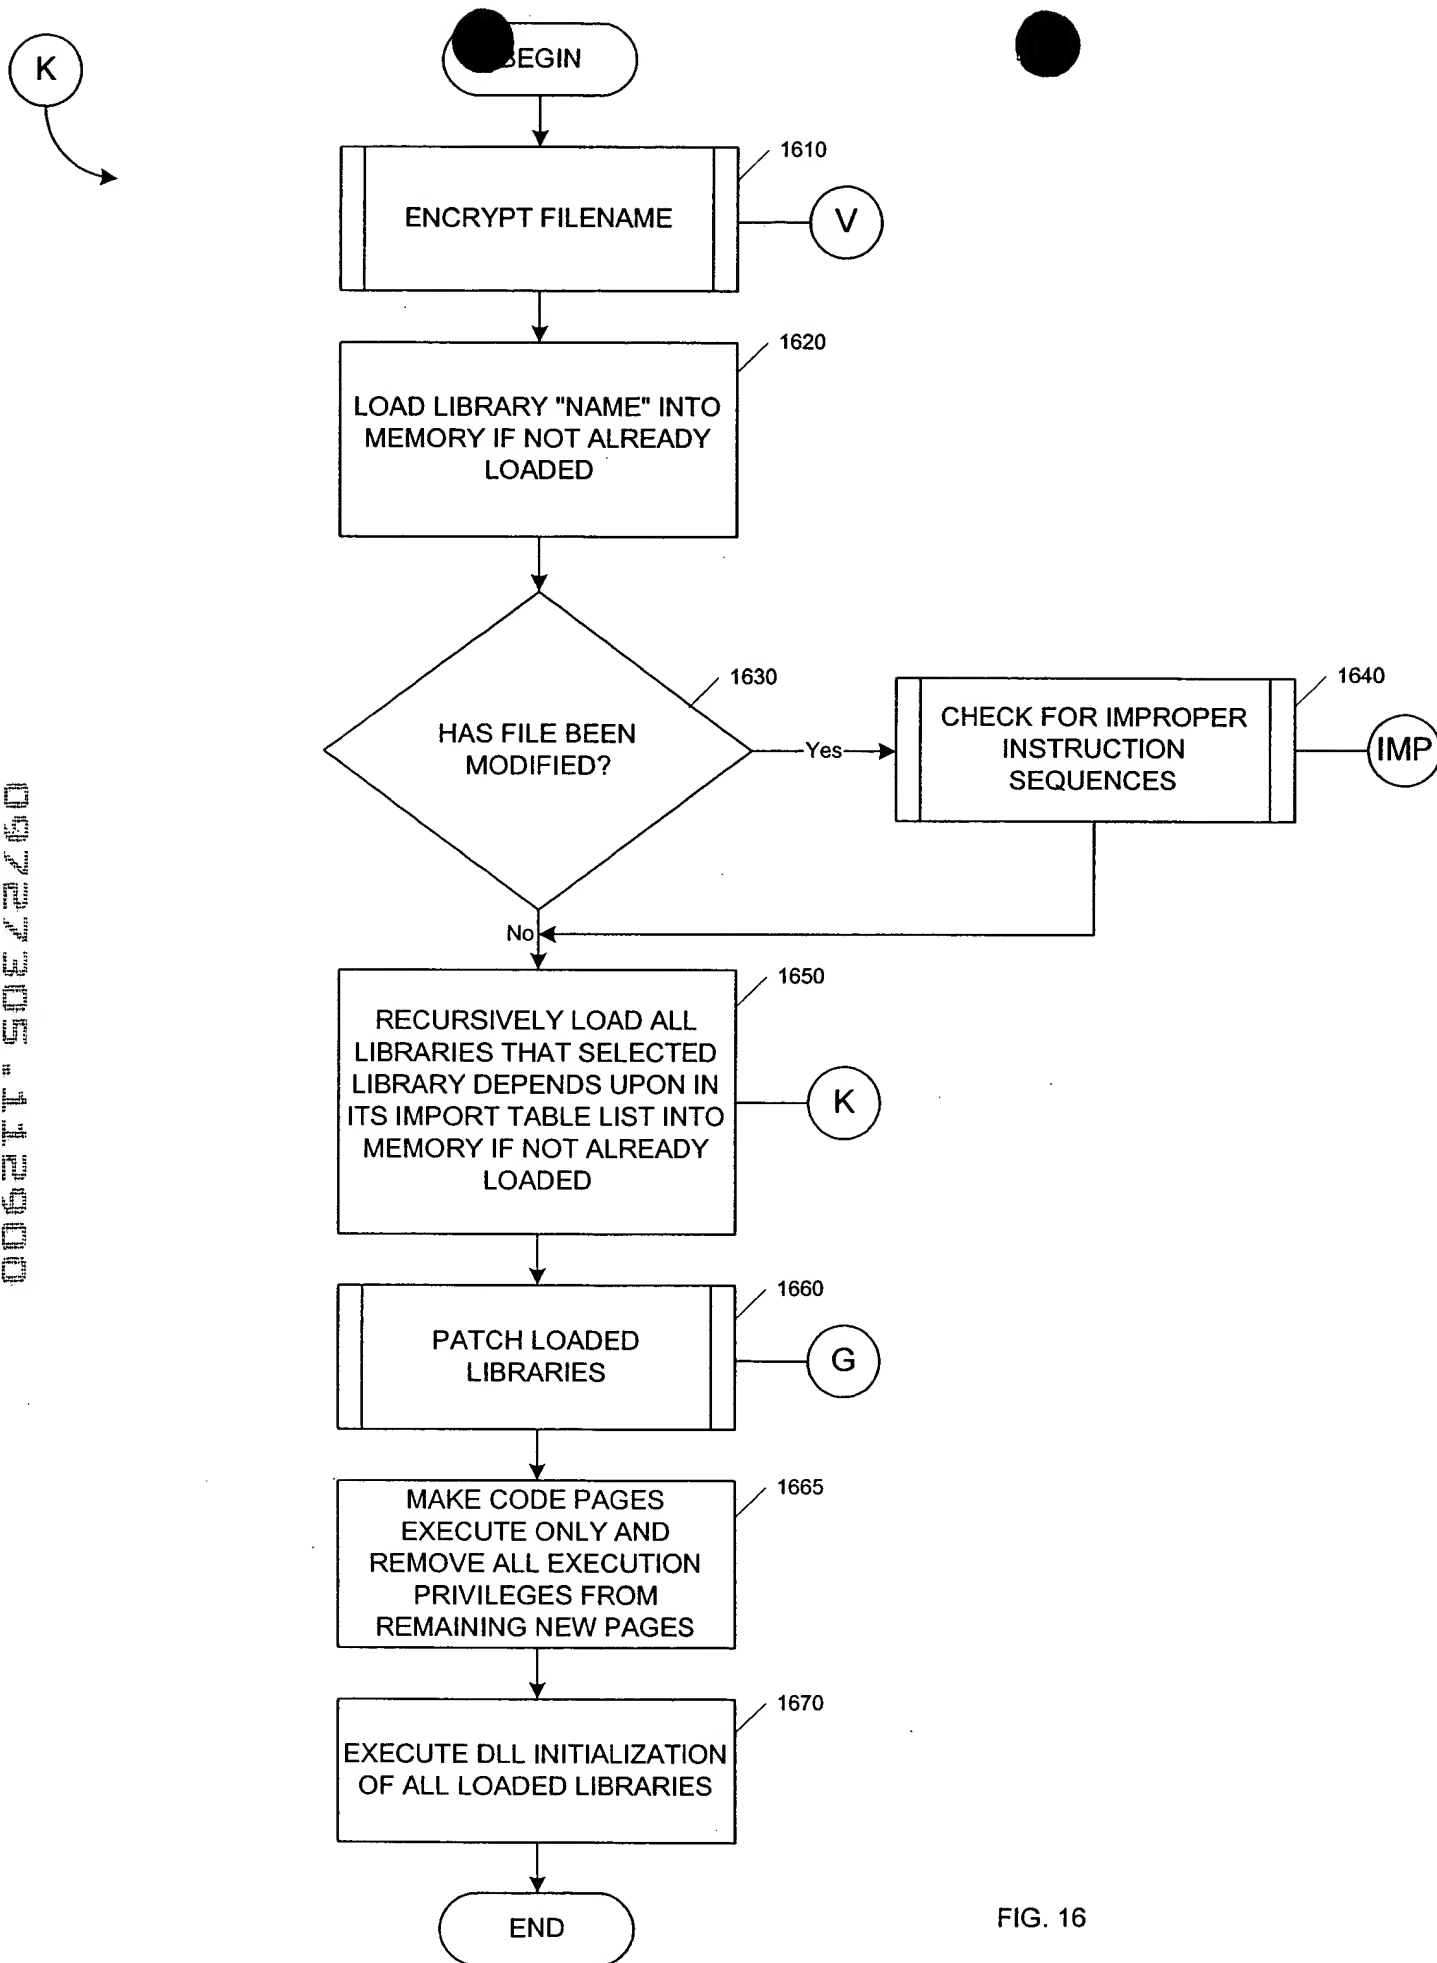 K
BEGIN
1610
ENCRYPT FILENAME
V
1620
LOAD LIBRARY "NAME" INTO
MEMORY IF NOT ALREADY
LOADED
1630
HAS FILE BEEN
MODIFIED?
Yes
1640
CHECK FOR IMPROPER
INSTRUCTION
SEQUENCES
IMP
No
1650
RECURSIVELY LOAD ALL
LIBRARIES THAT SELECTED
LIBRARY DEPENDS UPON IN
ITS IMPORT TABLE LIST INTO
MEMORY IF NOT ALREADY
LOADED
K
1660
PATCH LOADED
LIBRARIES
G
1665
MAKE CODE PAGES
EXECUTE ONLY AND
REMOVE ALL EXECUTION
PRIVILEGES FROM
REMAINING NEW PAGES
1670
EXECUTE DLL INITIALIZATION
OF ALL LOADED LIBRARIES
END
FIG. 16
09727305.112900